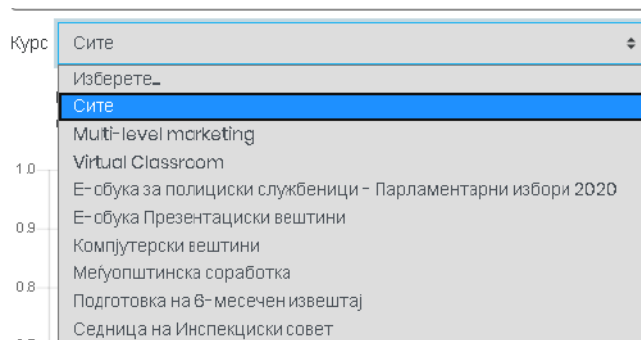 Курс Сите
Изберете...
Сите
Multi-level marketing
Virtual Classroom
Е-обука за полициски службеници - Парламентарни избори 2020
Е-обука Презентациски вештини
Компјутерски вештини
Меѓуопштинска соработка
Подготовка на 6-месечен извештај
Седница на Инспекциски совет
1.0
0.9
0.8